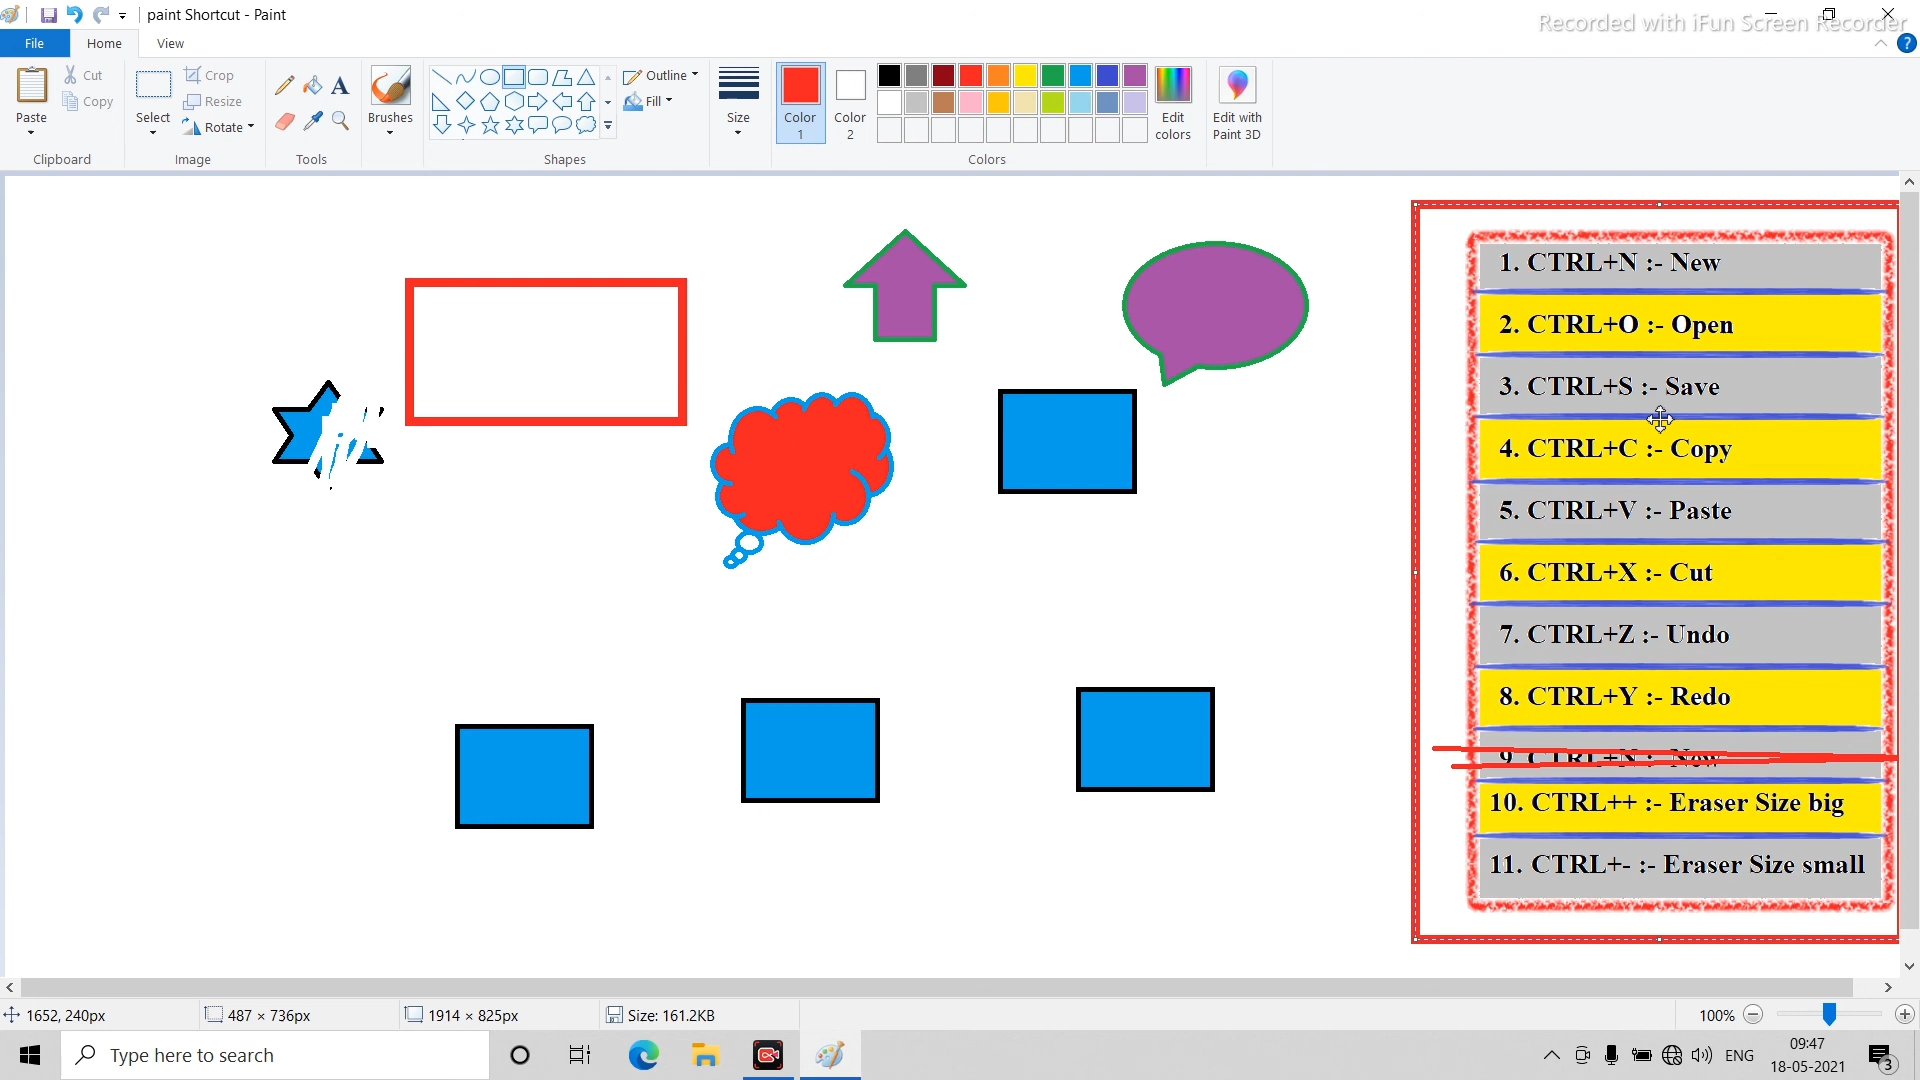 paint Shortcut - Paint
Recorded with iFun Screen Recorder
File Home View
Paste
Cut
Copy
Clipboard
Select
Crop
Resize
Rotate
Image
A
Tools
Brushes
Shapes
Outline
Fill
Size
Color 1
Color 2
Edit colors
Colors
Edit with Paint 3D
1. CTRL+N :- New
2. CTRL+O :- Open
3. CTRL+S :- Save
4. CTRL+C :- Copy
5. CTRL+V :- Paste
6. CTRL+X :- Cut
7. CTRL+Z :- Undo
8. CTRL+Y :- Redo
9 CTRL+N :- New
10. CTRL++ :- Eraser Size big
11. CTRL+- :- Eraser Size small
1652, 240px 487 × 736px 1914 × 825px Size: 161.2KB 100%
Type here to search
ENG
09:47
18-05-2021
3